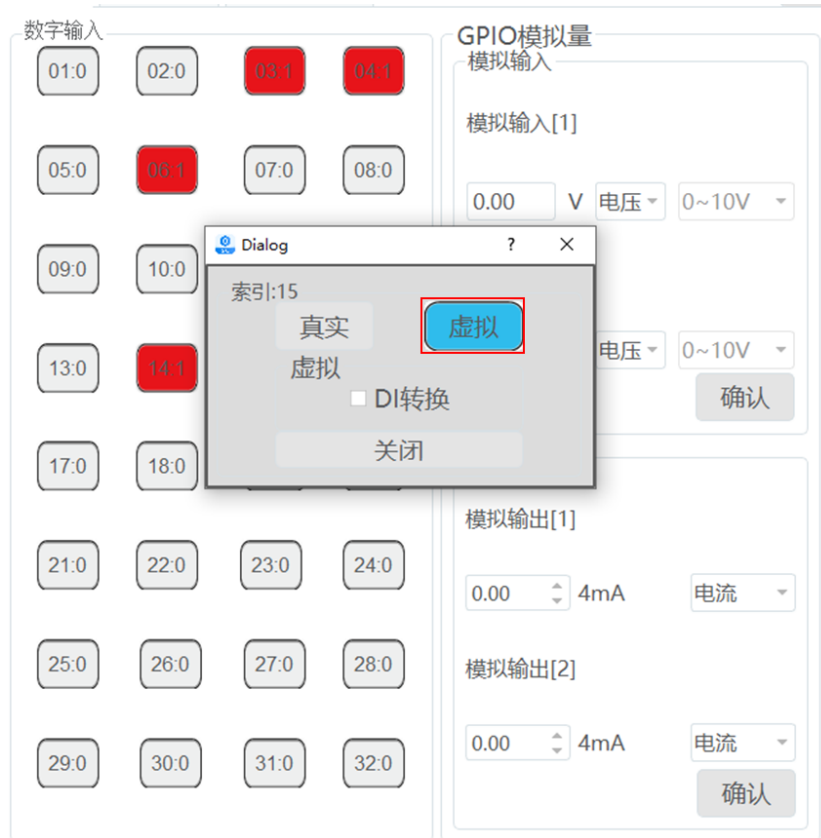 数字输入
01:0 02:0 03:1 04:1
05:0 06:1 07:0 08:0
09:0 10:0
13:0 14:1
17:0 18:0
21:0 22:0 23:0 24:0
25:0 26:0 27:0 28:0
29:0 30:0 31:0 32:0
Dialog ?
索引:15
真实 虚拟
虚拟
DI转换
关闭
GPIO模拟量
模拟输入
模拟输入[1]
0.00 V 电压 0~10V
电压 0~10V
确认
模拟输出[1]
0.00 4mA 电流
模拟输出[2]
0.00 4mA 电流
确认